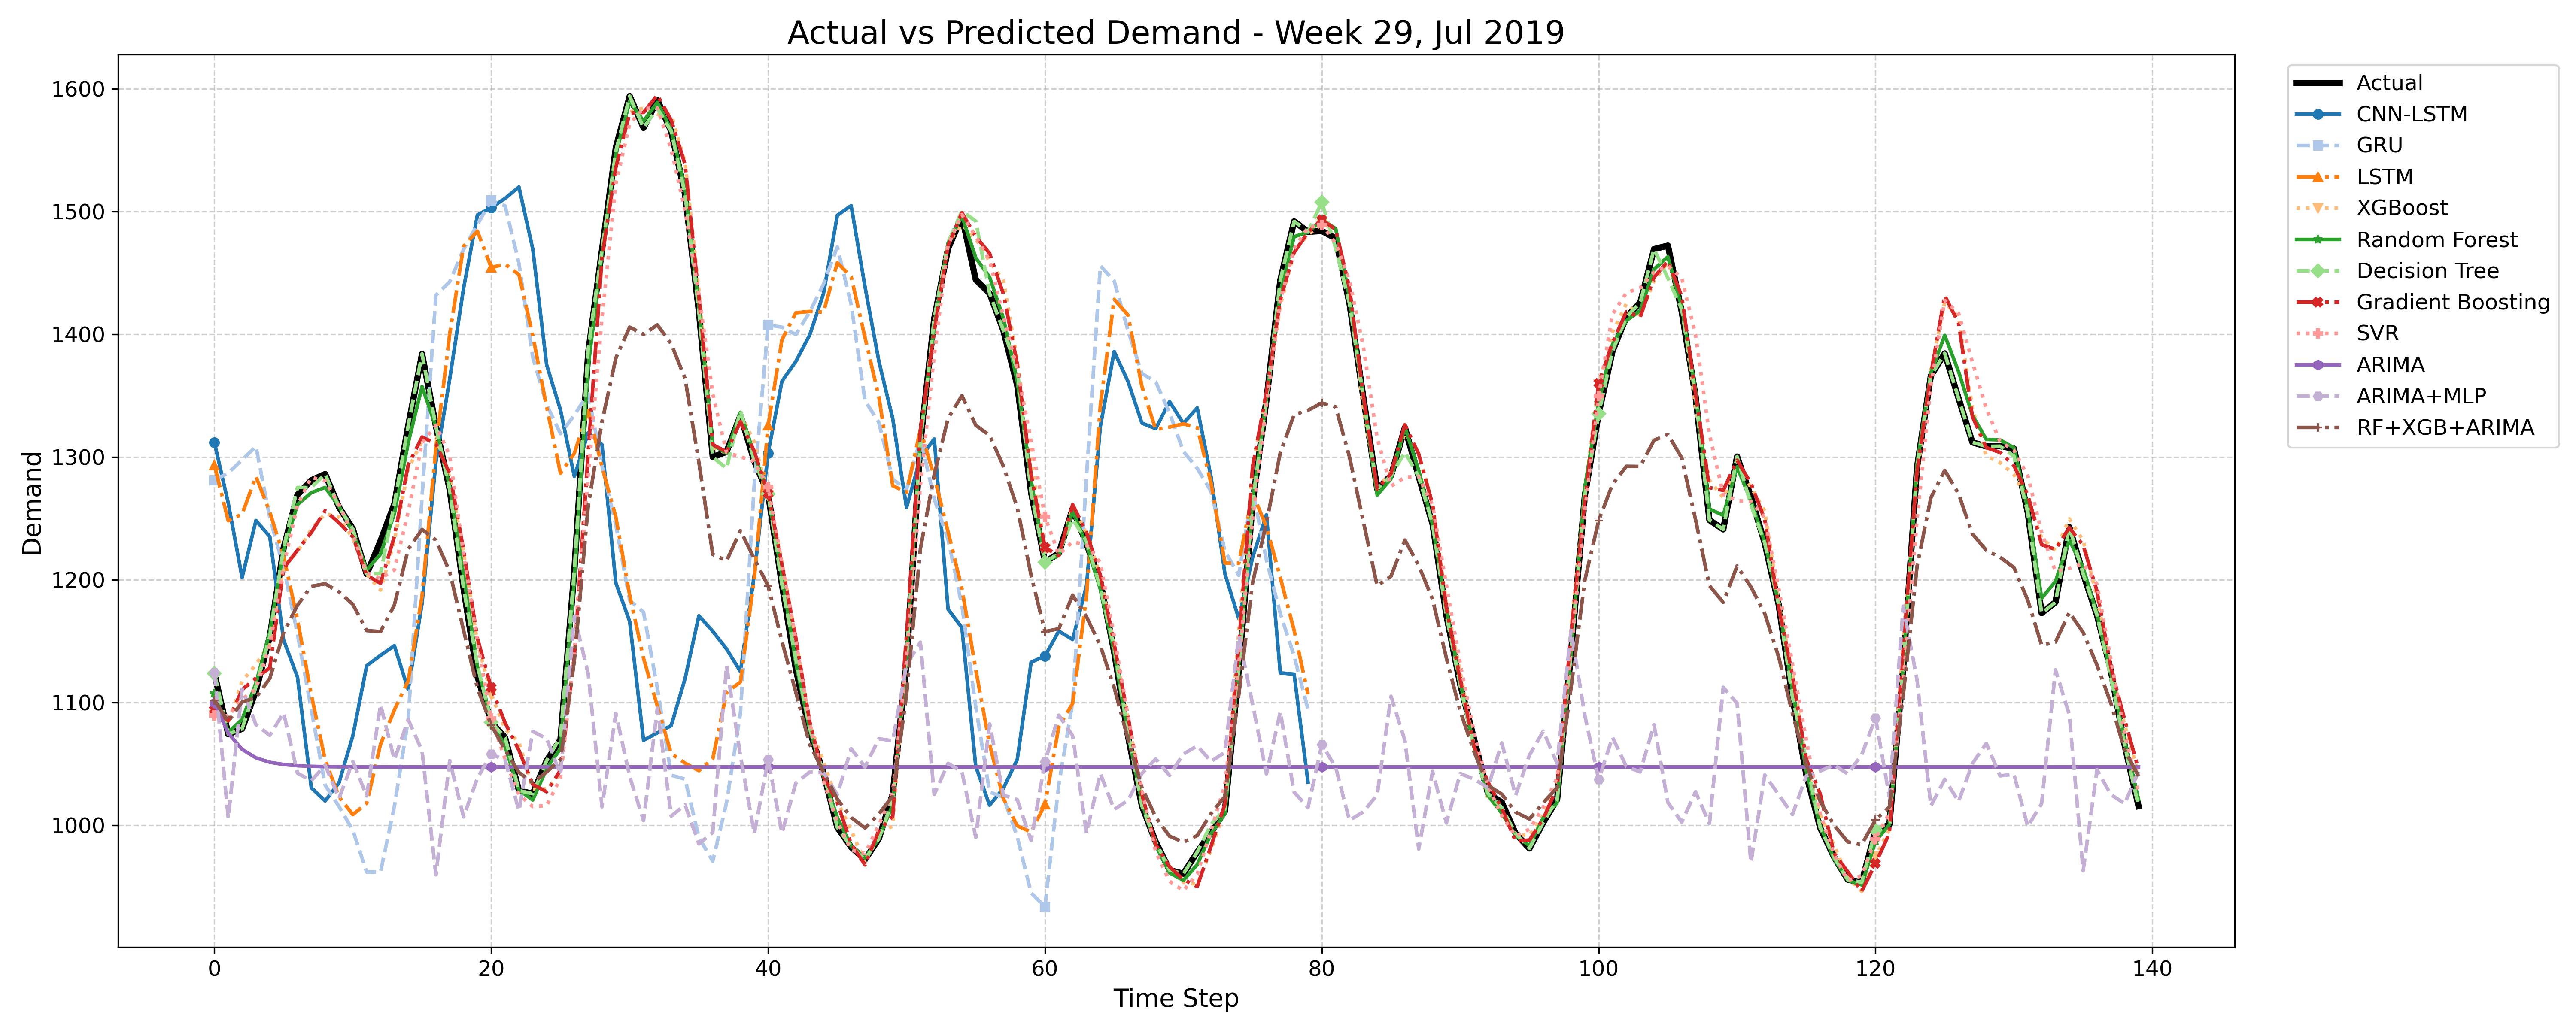 Actual vs Predicted Demand - Week 29, Jul 2019
Demand
1600
1500
1400
1300
1200
1100
1000
0
20
40
60
80
100
120
140
Time Step
Actual
CNN-LSTM
GRU
LSTM
XGBoost
Random Forest
Decision Tree
Gradient Boosting
SVR
ARIMA
ARIMA+MLP
RF+XGB+ARIMA